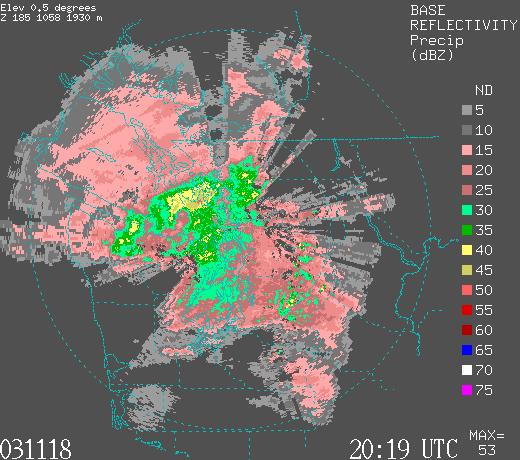 Elev 0.5 degrees
Z 185 1058 1930 m
BASE
REFLECTIVITY
Precip
(dBZ)
ND
5
10
15
20
25
30
35
40
45
50
55
60
65
70
75
MAX=
53
031118
20:19 UTC